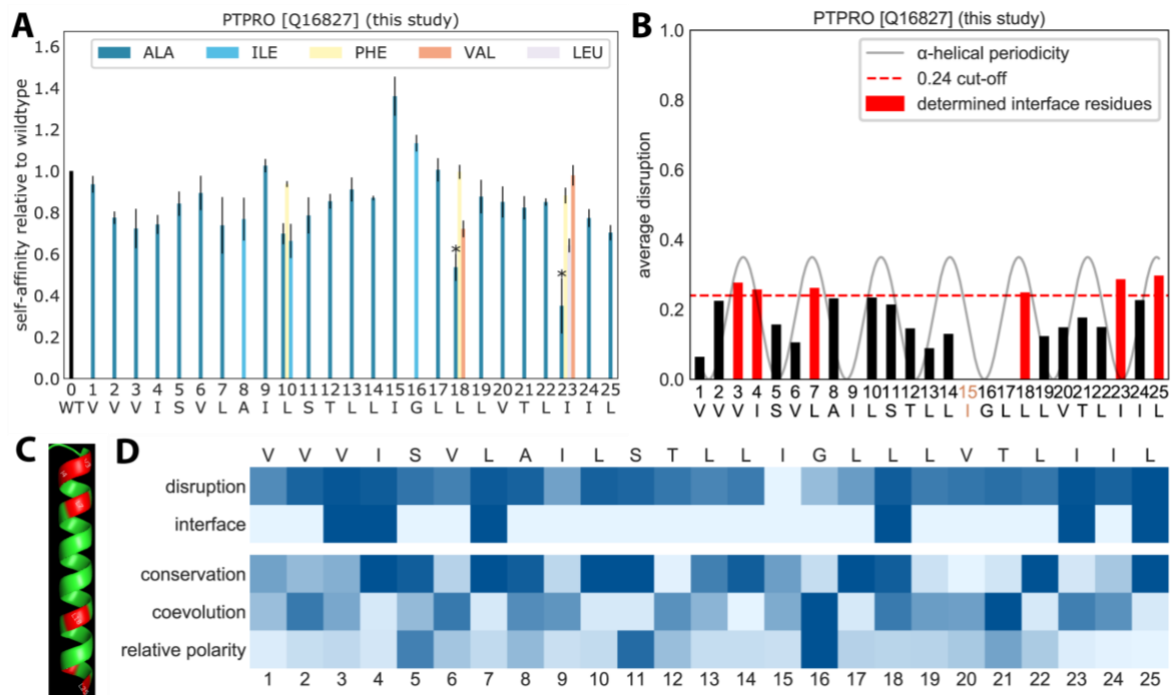 A
PTPRO [Q16827] (this study)
ALA ILE PHE VAL LEU
self-affinity relative to wildtype
1.6
1.4
1.2
1.0
0.8
0.6
0.4
0.2
0.0
* *
0 1 2 3 4 5 6 7 8 9 10 11 12 13 14 15 16 17 18 19 20 21 22 23 24 25
WT V V V I S V L A I L S T L L I G L L L V T L I I L
B
PTPRO [Q16827] (this study)
α-helical periodicity
0.24 cut-off
determined interface residues
average disruption
1.0
0.8
0.6
0.4
0.2
0.0
1 2 3 4 5 6 7 8 9 10 11 12 13 14 15 16 17 18 19 20 21 22 23 24 25
V V V I S V L A I L S T L L I G L L L V T L I I L
C
D
V V V I S V L A I L S T L L I G L L L V T L I I L
disruption
interface
conservation
coevolution
relative polarity
1 2 3 4 5 6 7 8 9 10 11 12 13 14 15 16 17 18 19 20 21 22 23 24 25